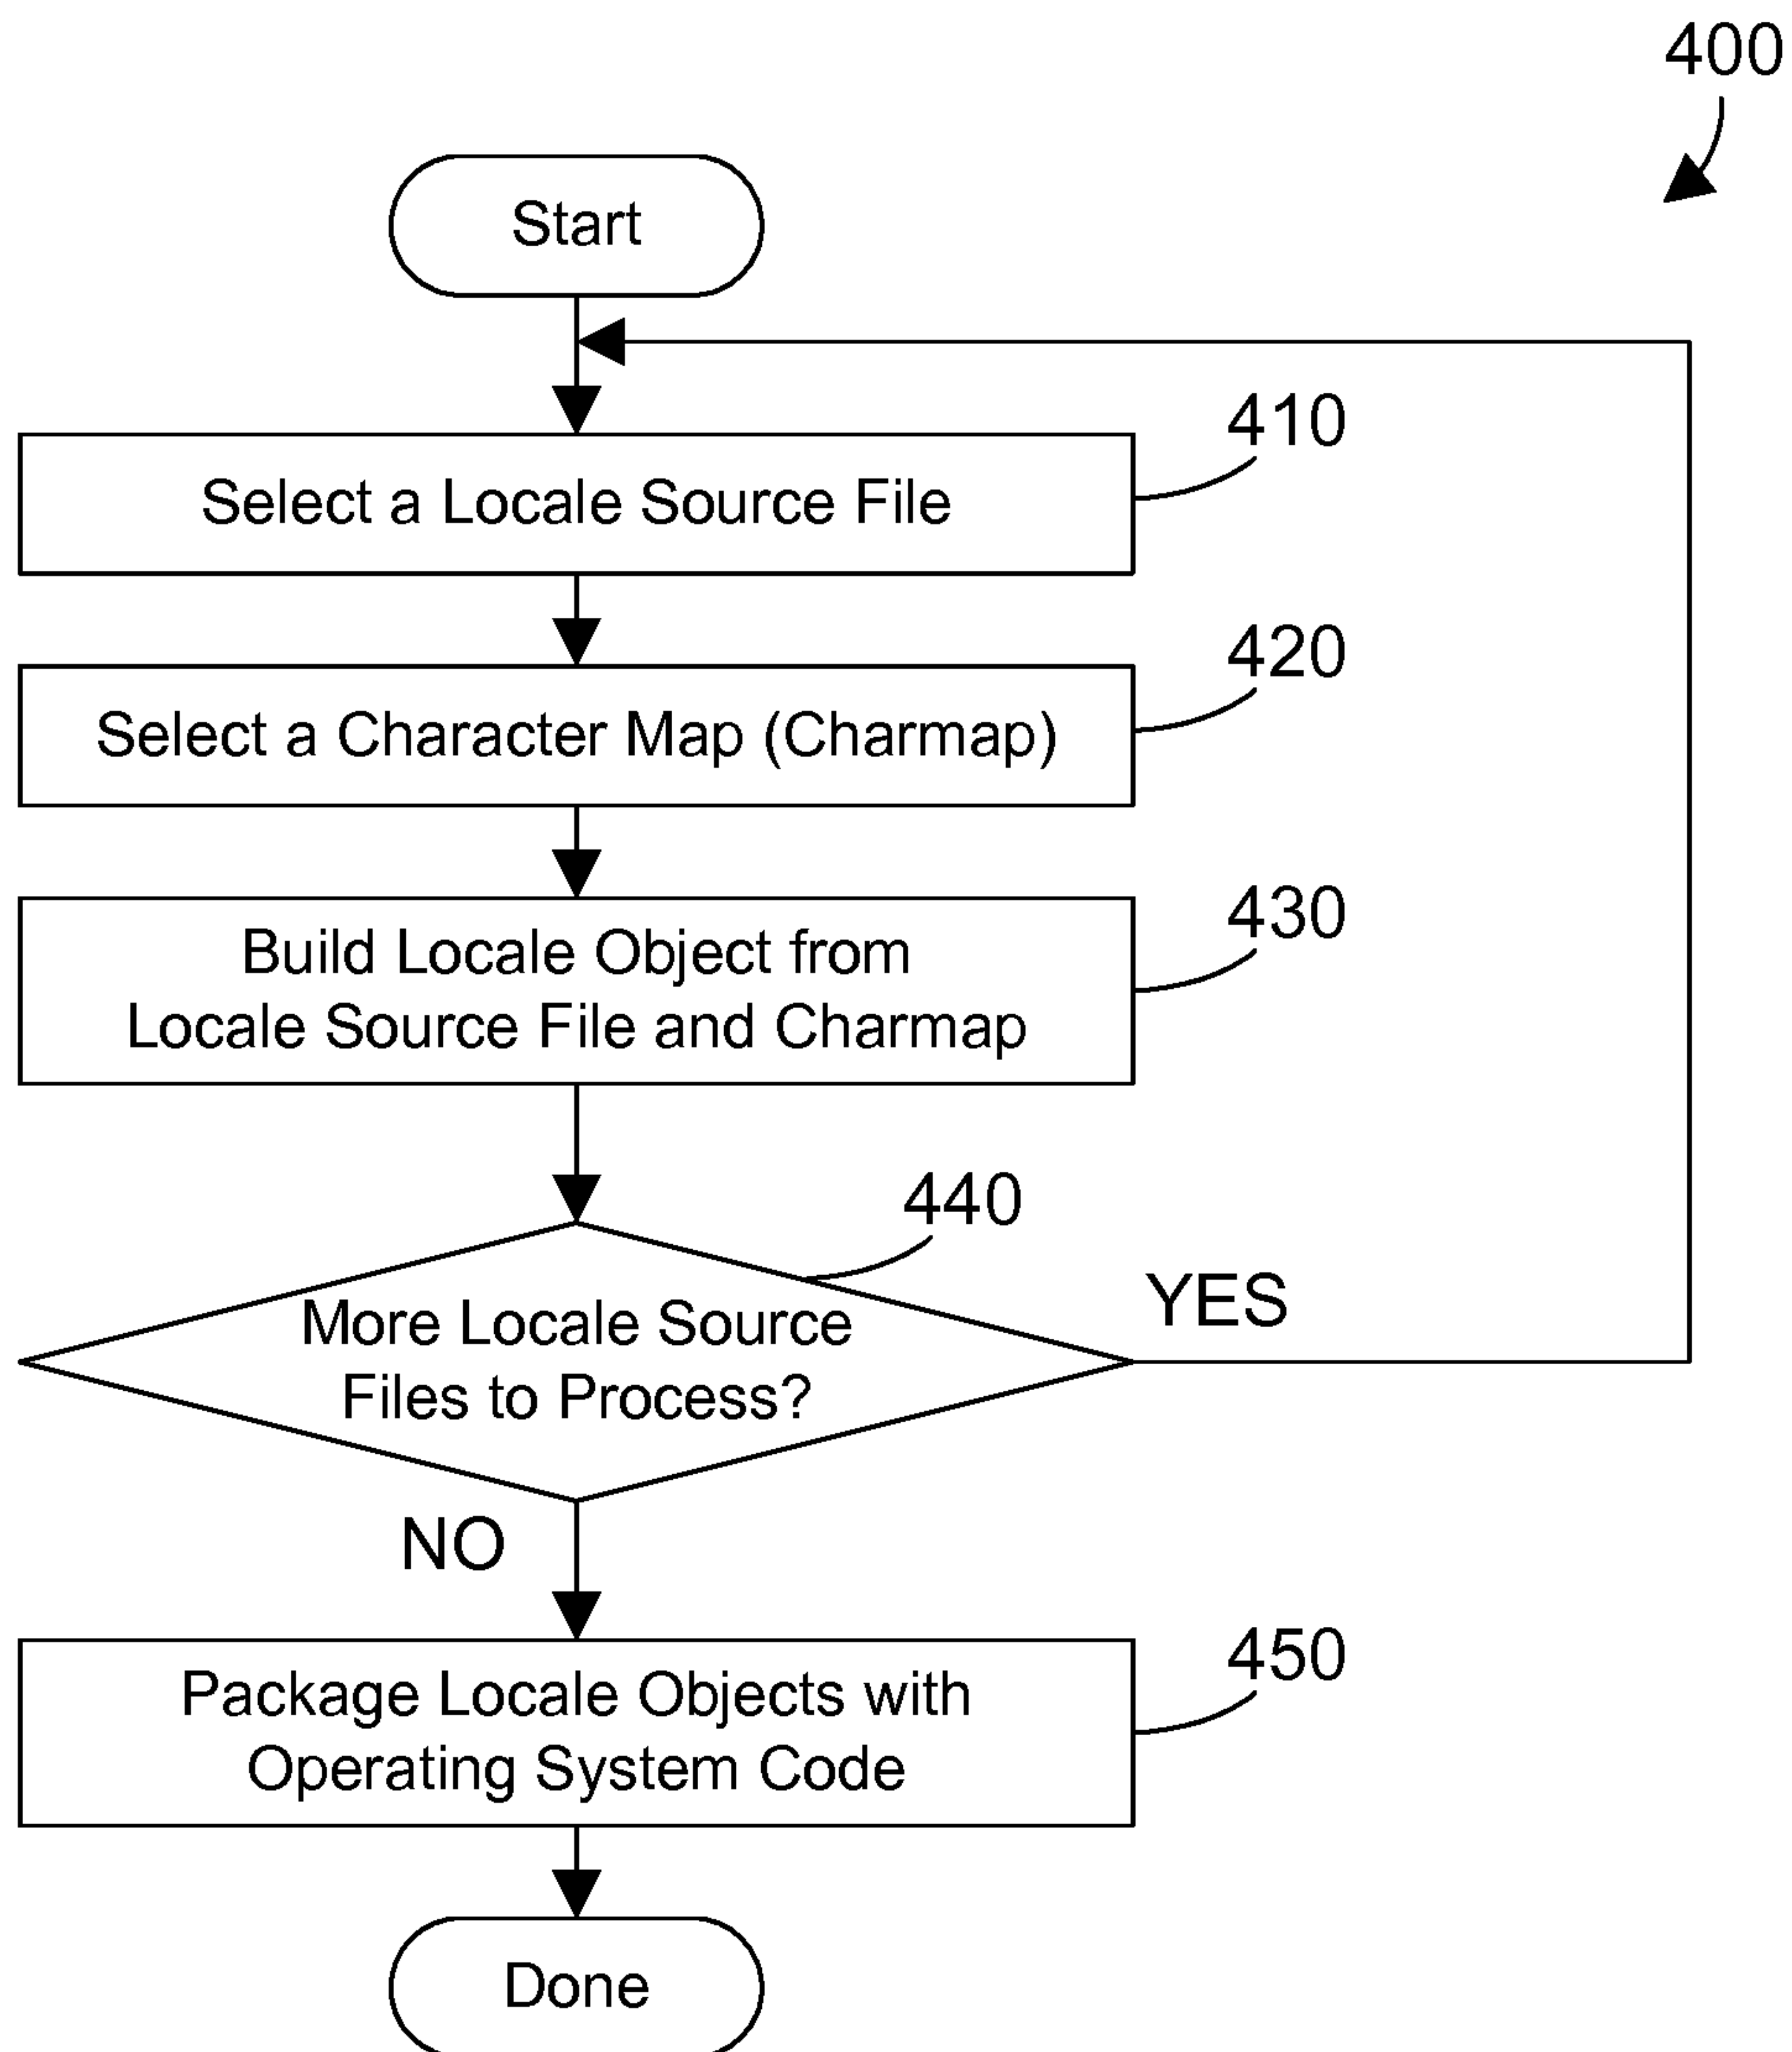 400
Start
410
Select a Locale Source File
420
Select a Character Map (Charmap)
430
Build Locale Object from
Locale Source File and Charmap
440
More Locale Source
Files to Process?
YES
NO
450
Package Locale Objects with
Operating System Code
Done